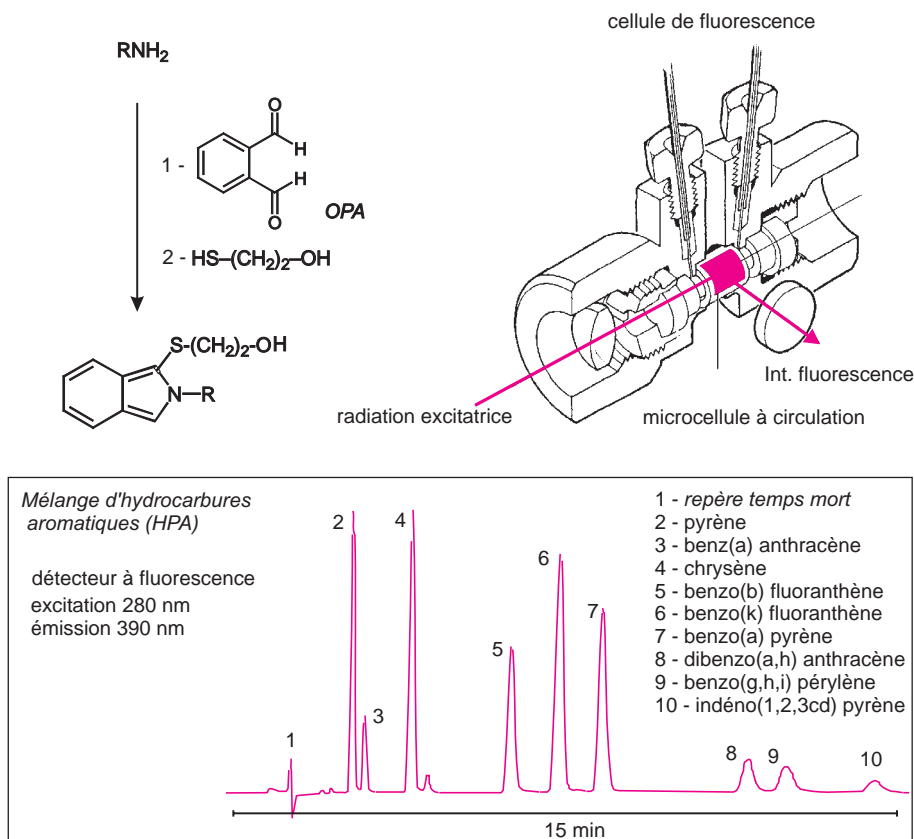 cellule de fluorescence
RNH2
1 -
O
H
H
O
OPA
2 - HS–(CH2)2–OH
S-(CH2)2-OH
N–R
radiation excitatrice
Int. fluorescence
microcellule à circulation
Mélange d'hydrocarbures
aromatiques (HPA)
détecteur à fluorescence
excitation 280 nm
émission 390 nm
1
2
3
4
5
6
7
8
9
10
1 - repère temps mort
2 - pyrène
3 - benz(a) anthracène
4 - chrysène
5 - benzo(b) fluoranthène
6 - benzo(k) fluoranthène
7 - benzo(a) pyrène
8 - dibenzo(a,h) anthracène
9 - benzo(g,h,i) pérylène
10 - indéno(1,2,3cd) pyrène
15 min